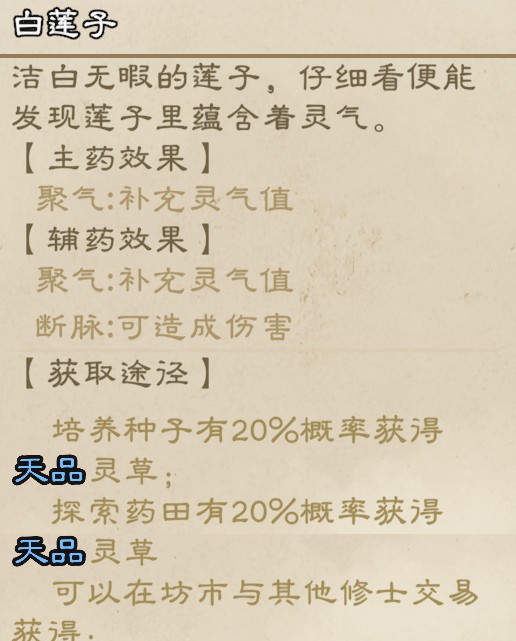 白莲子
洁白无暇的莲子，仔细看便能
发现莲子里蕴含着灵气。
【主药效果】
聚气:补充灵气值
【辅药效果】
聚气:补充灵气值
断脉:可造成伤害
【获取途径】
培养种子有20%概率获得
天品灵草;
探索药田有20%概率获得
天品灵草
可以在坊市与其他修士交易
获得;